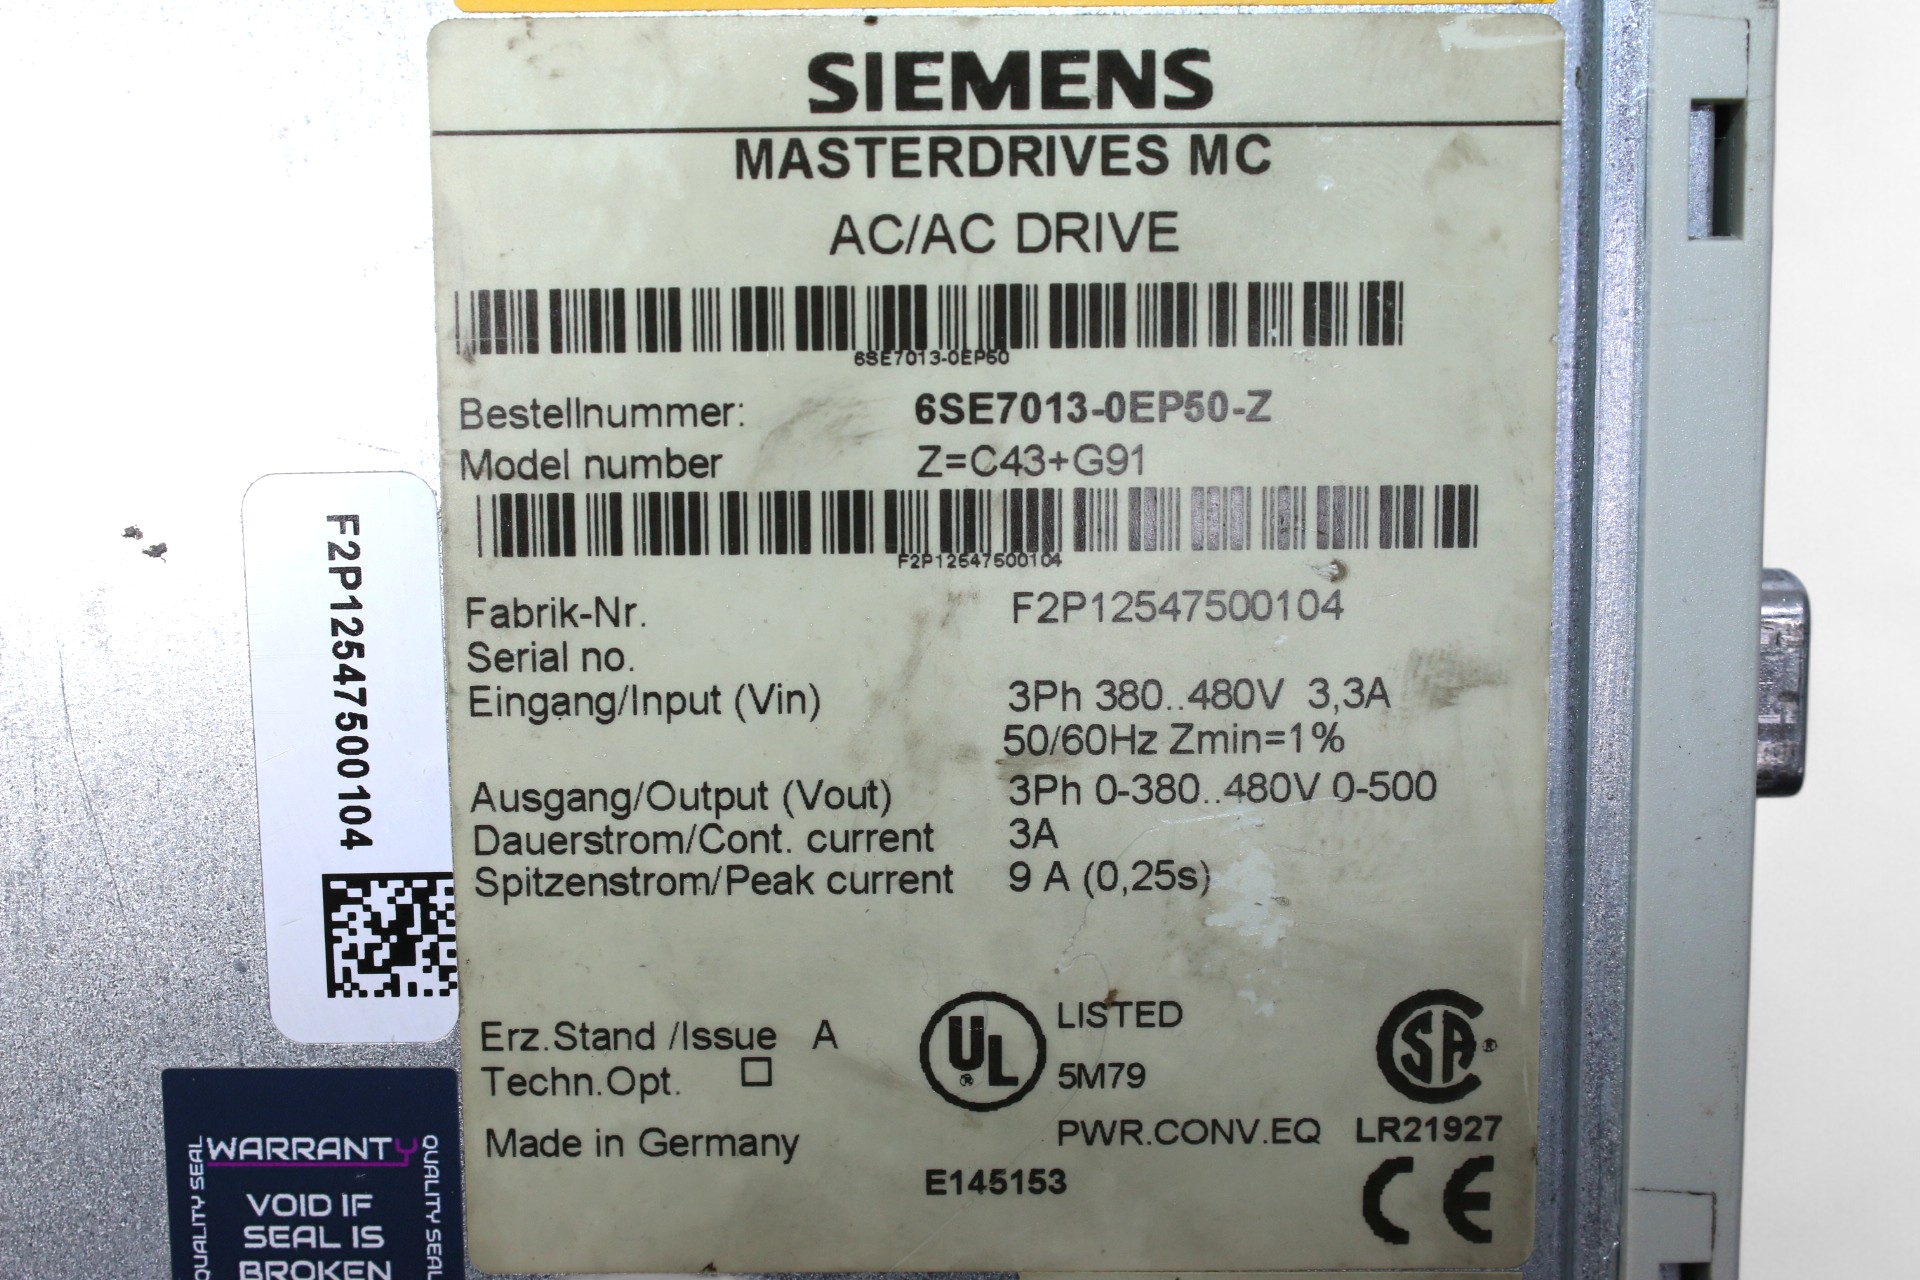 SIEMENS
MASTERDRIVES MC
AC/AC DRIVE
6SE7013-0EP50
Bestellnummer: 6SE7013-0EP50-Z
Model number Z=C43+G91
F2P12547500104
Fabrik-Nr. F2P12547500104
Serial no.
Eingang/Input (Vin) 3Ph 380..480V 3,3A
50/60Hz Zmin=1%
Ausgang/Output (Vout) 3Ph 0-380..480V 0-500
Dauerstrom/Cont. current 3A
Spitzenstrom/Peak current 9 A (0,25s)
Erz.Stand /Issue A
Techn.Opt.
Made in Germany
UL ®
LISTED
5M79
PWR.CONV.EQ
E145153
SA ®
LR21927
CE
F2P12547500104
WARRANTY
VOID IF
SEAL IS
BROKEN
QUALITY SEAL
QUALITY SEAL